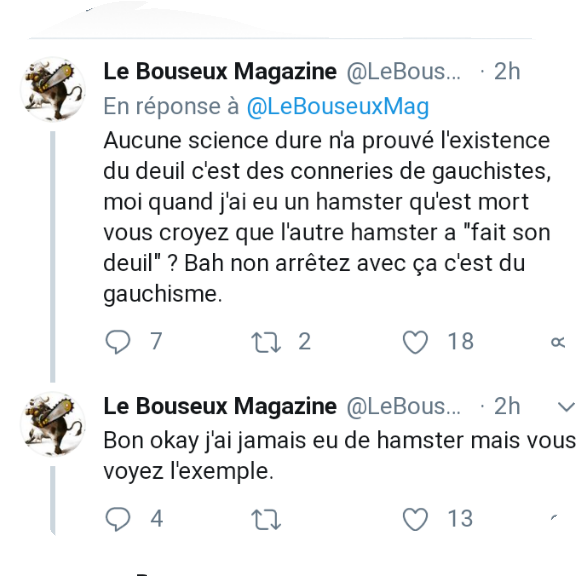 Le Bouseux Magazine @LeBous... · 2h
En réponse à @LeBouseuxMag
Aucune science dure n'a prouvé l'existence
du deuil c'est des conneries de gauchistes,
moi quand j'ai eu un hamster qu'est mort
vous croyez que l'autre hamster a "fait son
deuil" ? Bah non arrêtez avec ça c'est du
gauchisme.
7 2 18
Le Bouseux Magazine @LeBous... · 2h
Bon okay j'ai jamais eu de hamster mais vous
voyez l'exemple.
4 13